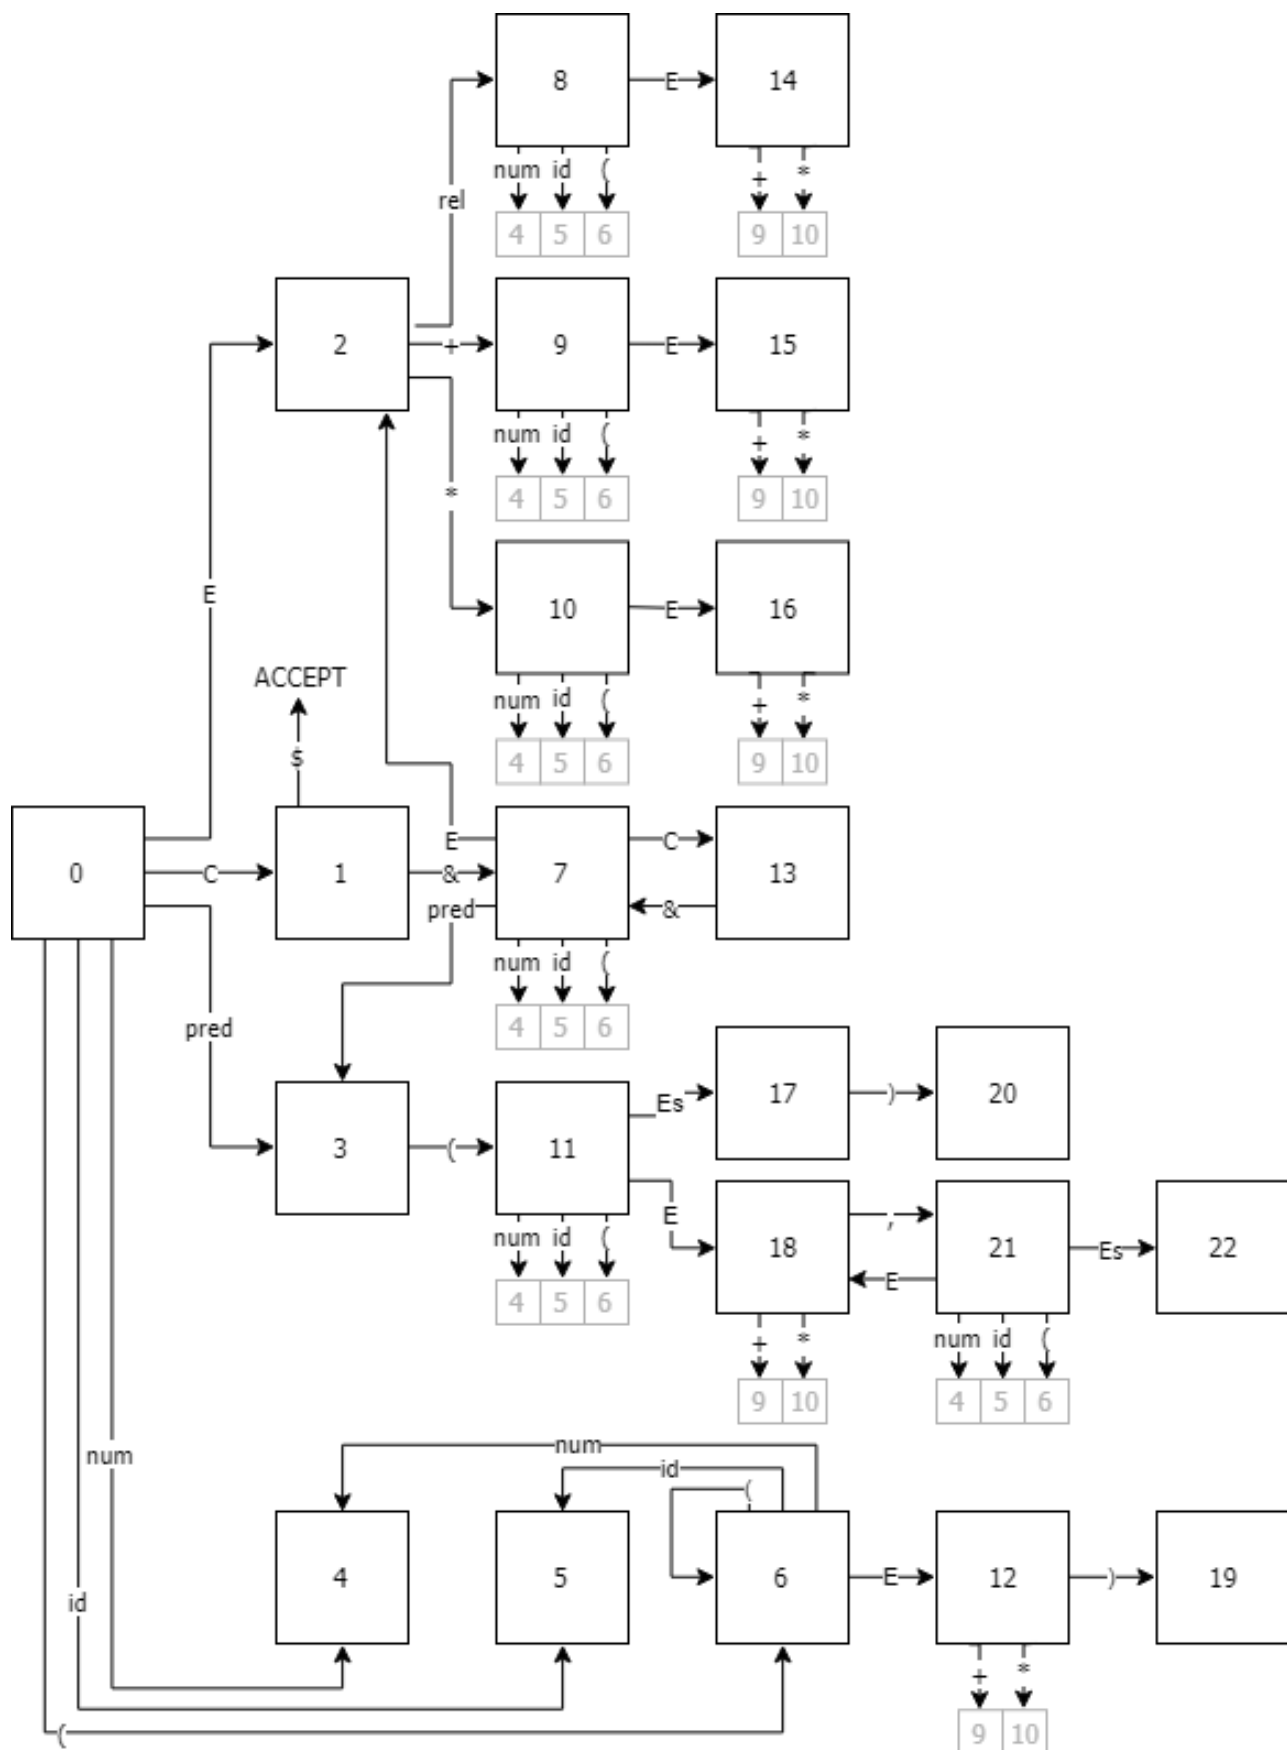 8 E 14
num id ( + *
rel
4 5 6 9 10
2 + 9 E 15
num id ( + *
*
4 5 6 9 10
E
10 E 16
ACCEPT
num id ( + *
$
4 5 6 9 10
E C
0 C 1 & 7 13
pred &
num id (
4 5 6
pred
17 ) 20
Es
3 ( 11
E ,
num id ( 18 21 Es 22
E
4 5 6
+ * num id (
9 10 4 5 6
num
num
id
(
4 5 6 E 12 ) 19
id
+ *
( 9 10